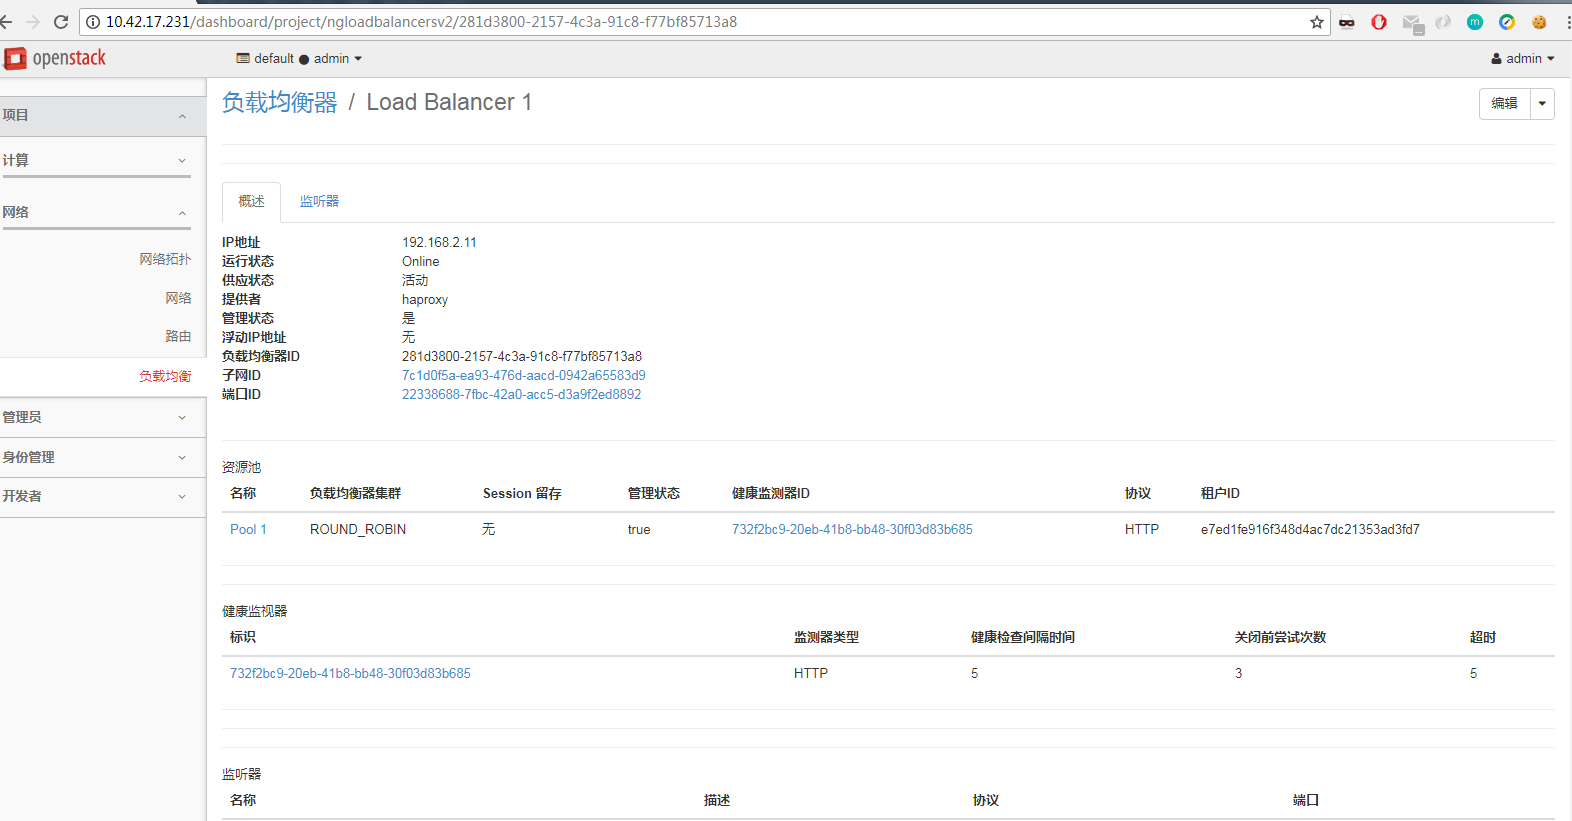 10.42.17.231/dashboard/project/ngloadbalancersv2/281d3800-2157-4c3a-91c8-f77bf85713a8
openstack default admin admin
负载均衡器 / Load Balancer 1 编辑
项目
计算
网络
网络拓扑
网络
路由
负载均衡
管理员
身份管理
开发者
概述 监听器
IP地址 192.168.2.11
运行状态 Online
供应状态 活动
提供者 haproxy
管理状态 是
浮动IP地址 无
负载均衡器ID 281d3800-2157-4c3a-91c8-f77bf85713a8
子网ID 7c1d0f5a-ea93-476d-aacd-0942a65583d9
端口ID 22338688-7fbc-42a0-acc5-d3a9f2ed8892
资源池
名称 负载均衡器集群 Session 留存 管理状态 健康监测器ID 协议 租户ID
Pool 1 ROUND_ROBIN 无 true 732f2bc9-20eb-41b8-bb48-30f03d83b685 HTTP e7ed1fe916f348d4ac7dc21353ad3fd7
健康监视器
标识 监测器类型 健康检查间隔时间 关闭前尝试次数 超时
732f2bc9-20eb-41b8-bb48-30f03d83b685 HTTP 5 3 5
监听器
名称 描述 协议 端口